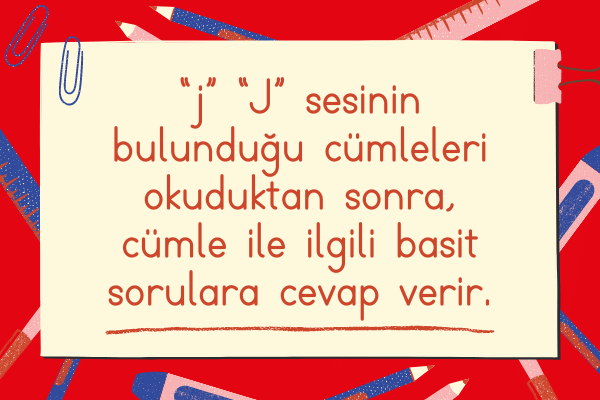 “j” “J” sesinin
bulunduğu cümleleri
okuduktan sonra,
cümle ile ilgili basit
sorulara cevap verir.